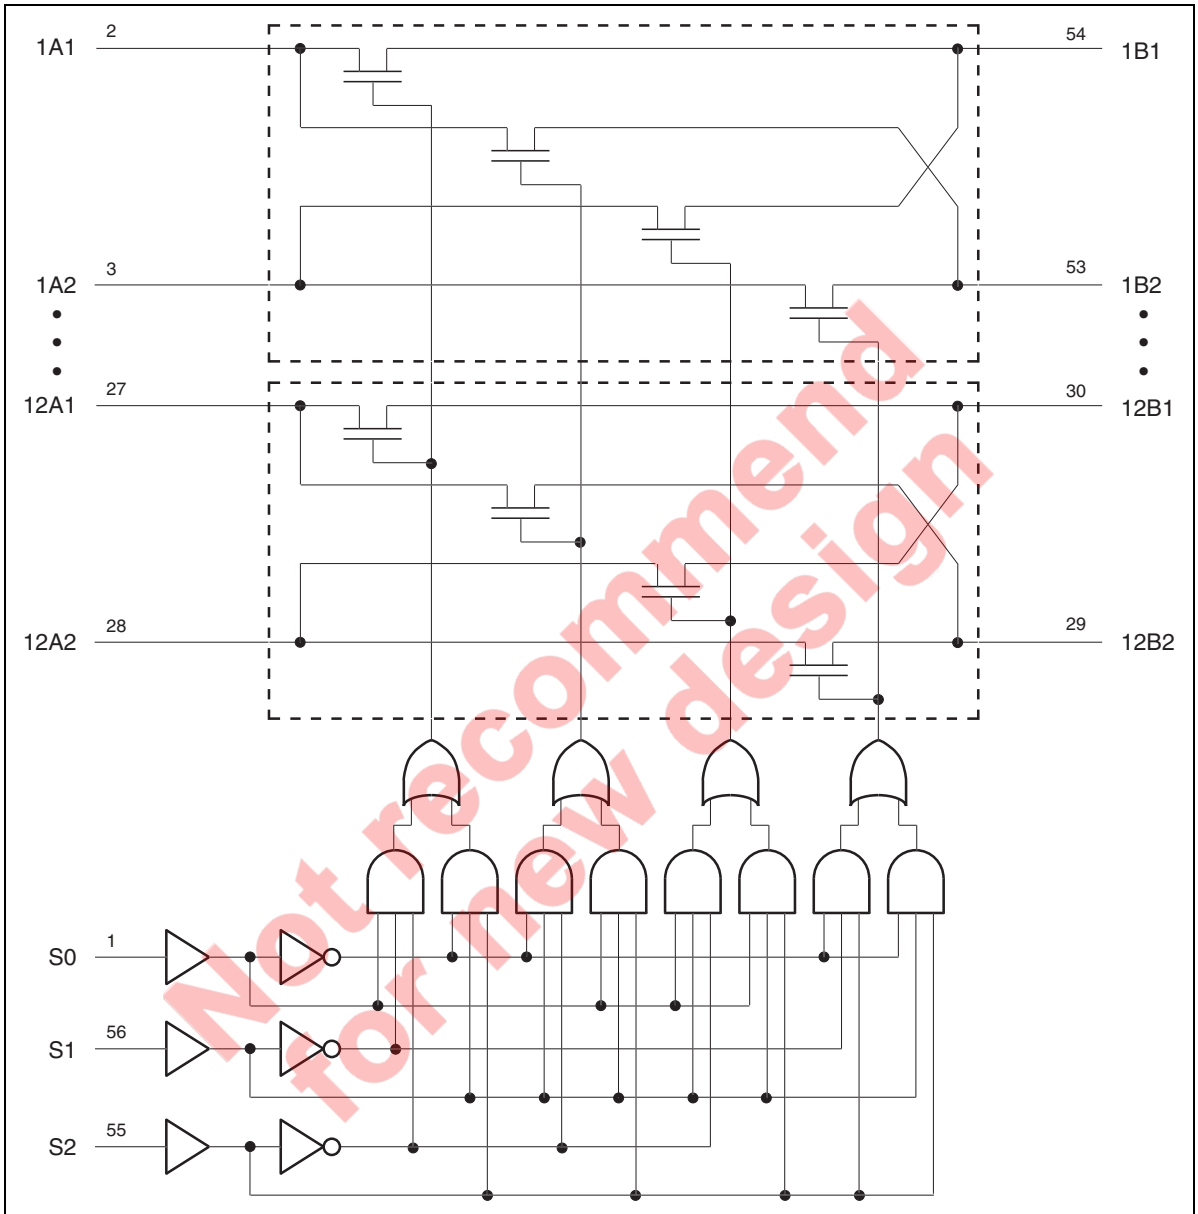 1A1 2 54 1B1
1A2 3 53 1B2
12A1 27 30 12B1
12A2 28 29 12B2
S0 1
S1 56
S2 55
Not recommend
for new design